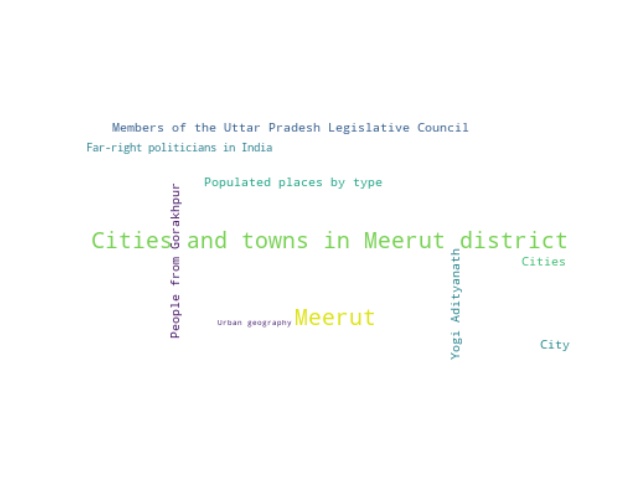 Members of the Uttar Pradesh Legislative Council
Far-right politicians in India
Populated places by type
People from Gorakhpur
Cities and towns in Meerut district
Yogi Adityanath
Cities
Urban geography
Meerut
City